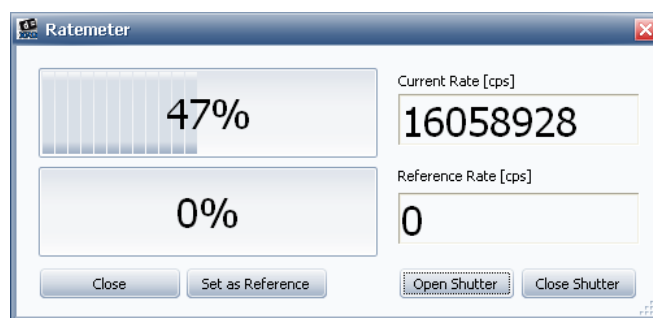 Ratemeter
47%
Current Rate [cps]
16058928
0%
Reference Rate [cps]
0
Close
Set as Reference
Open Shutter
Close Shutter